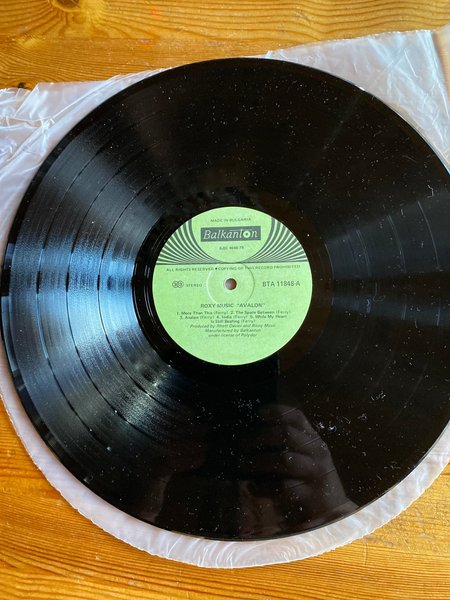 MADE IN BULGARIA
Balkanton
ALL RIGHTS RESERVED • COPYING OF THIS RECORD PROHIBITED
33 STEREO
BTA 11848-A
ROXY MUSIC "AVALON"
1. More Than This (Ferry) 2. The Space Between (Ferry)
3. Avalon (Ferry) 4. India (Ferry) 5. While My Heart
Is Still Beating (Ferry)
Produced by Rhett Davies and Roxy Music
Manufactured by Balkanton
under license of Polydor